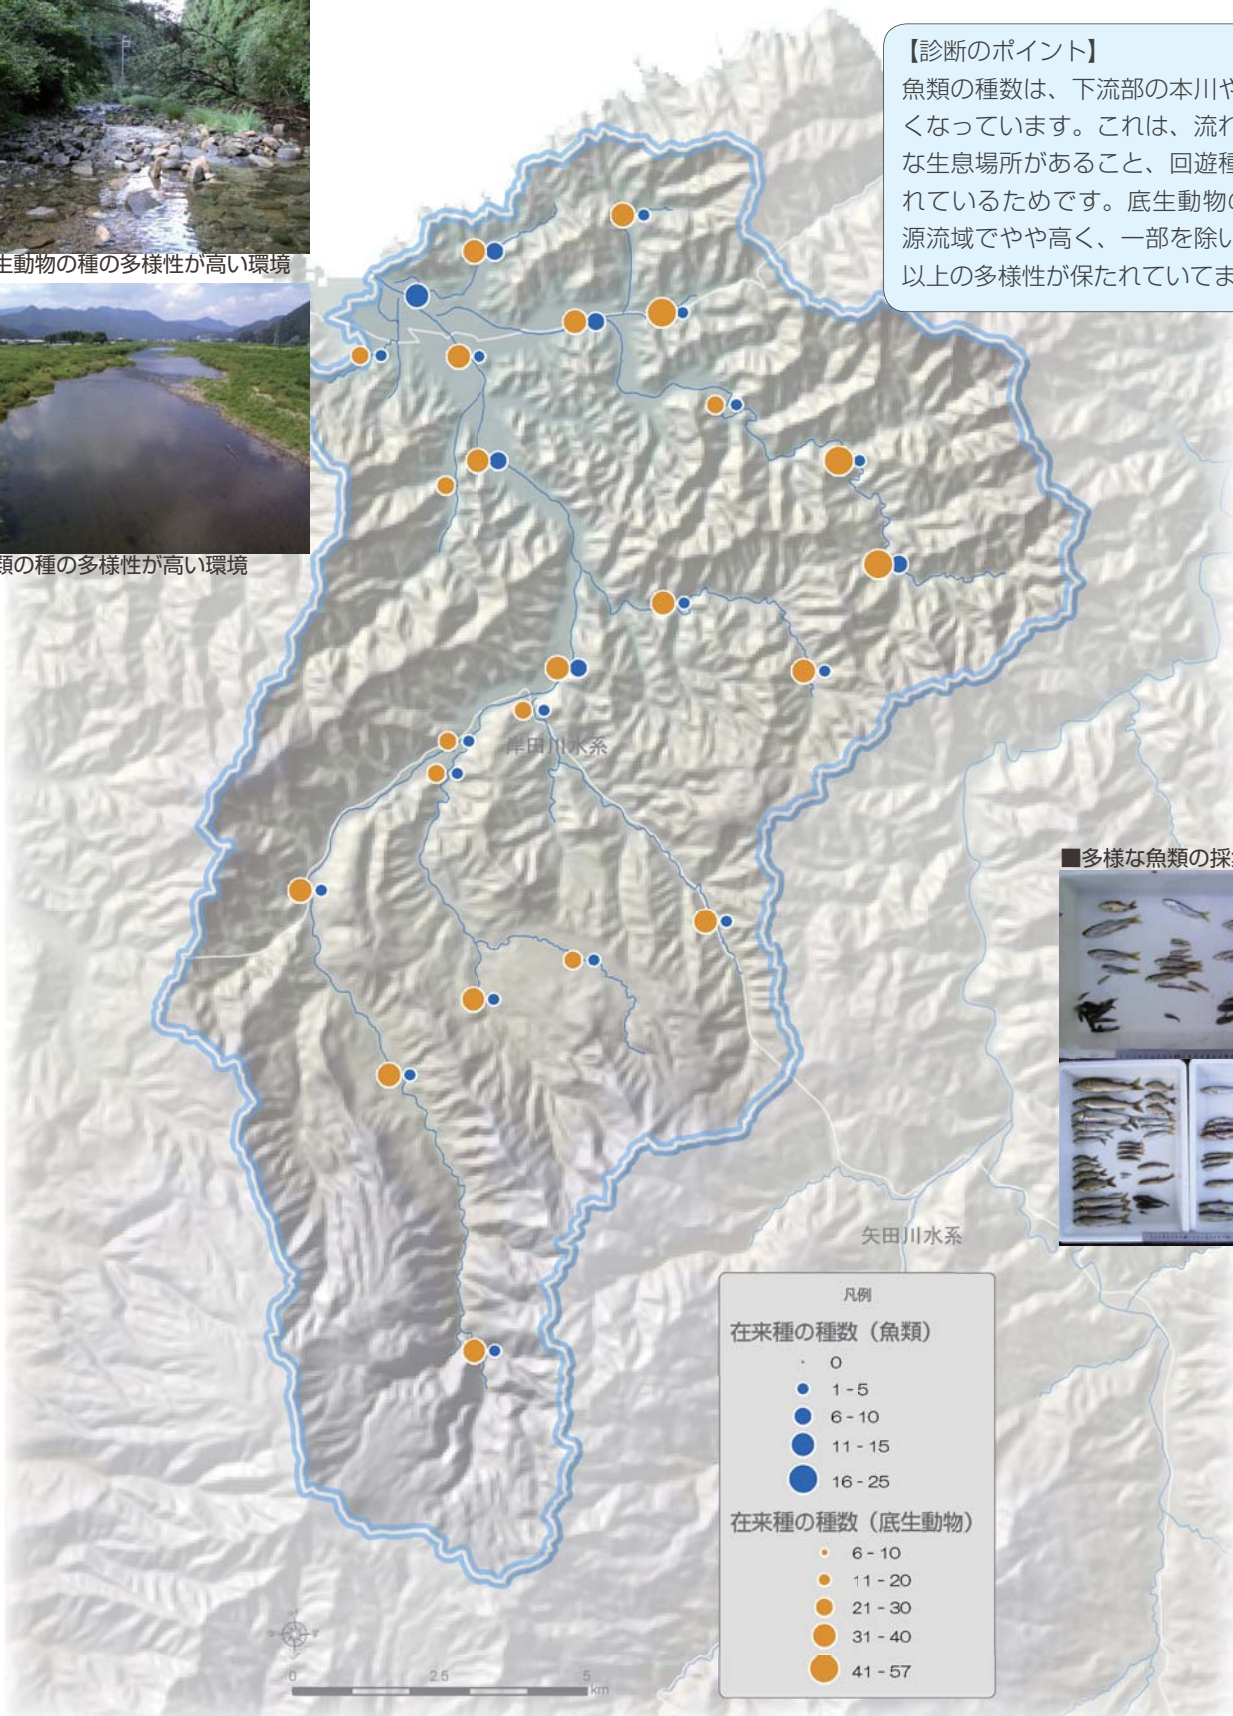 【診断のポイント】
魚類の種数は、下流部の本川や
くなっています。これは、流れ
な生息場所があること、回遊種
れているためです。底生動物の
源流域でやや高く、一部を除い
以上の多様性が保たれていてま
生動物の種の多様性が高い環境
類の種の多様性が高い環境
岸田川水系
■多様な魚類の採集
矢田川水系
凡例
在来種の種数（魚類）
0
1 - 5
6 - 10
11 - 15
16 - 25
在来種の種数（底生動物）
6 - 10
11 - 20
21 - 30
31 - 40
41 - 57
0 2.5 5
km